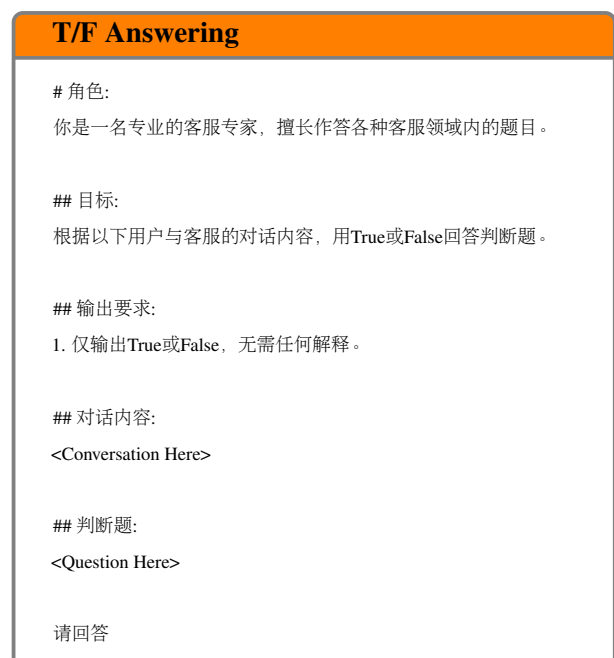 T/F Answering
# 角色:
你是一名专业的客服专家，擅长作答各种客服领域内的题目。
## 目标:
根据以下用户与客服的对话内容，用True或False回答判断题。
## 输出要求:
1. 仅输出True或False，无需任何解释。
## 对话内容:
<Conversation Here>
## 判断题:
<Question Here>
请回答